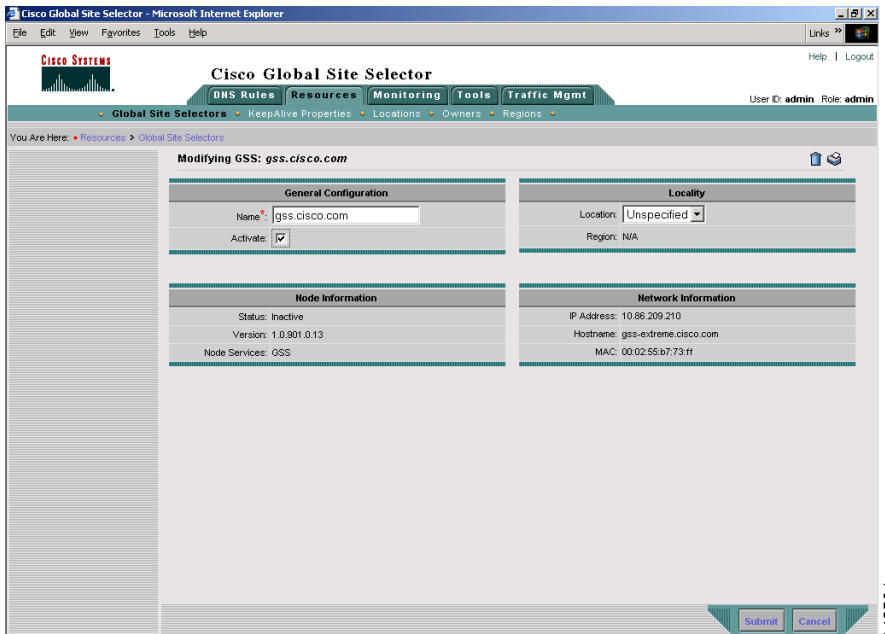 Cisco Global Site Selector - Microsoft Internet Explorer
File Edit View Favorites Tools Help Links »
CISCO SYSTEMS
Help | Logout
Cisco Global Site Selector
DNS Rules Resources Monitoring Tools Traffic Mgmt
User ID: admin Role: admin
Global Site Selectors KeepAlive Properties Locations Owners Regions
You Are Here: Resources > Global Site Selectors
Modifying GSS: gss.cisco.com
General Configuration
Name*: gss.cisco.com
Activate:
Locality
Location: Unspecified
Region: N/A
Node Information
Status: Inactive
Version: 1.0.901.0.13
Node Services: GSS
Network Information
IP Address: 10.86.209.210
Hostname: gss-extreme.cisco.com
MAC: 00:02:55:b7:73:ff
Submit Cancel